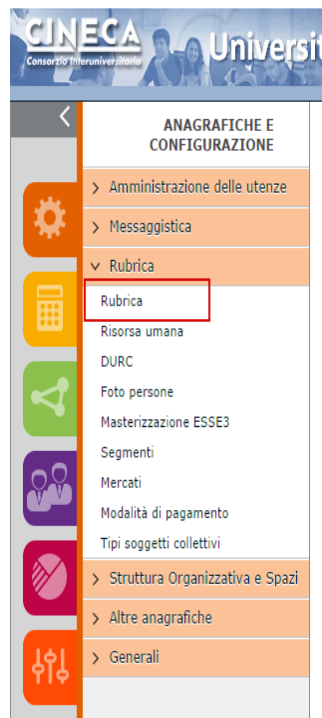 CINECA
Consorzio Interuniversitario
Universit
ANAGRAFICHE E
CONFIGURAZIONE
> Amministrazione delle utenze
> Messaggistica
Rubrica
Rubrica
Risorsa umana
DURC
Foto persone
Masterizzazione ESSE3
Segmenti
Mercati
Modalità di pagamento
Tipi soggetti collettivi
> Struttura Organizzativa e Spazi
> Altre anagrafiche
> Generali